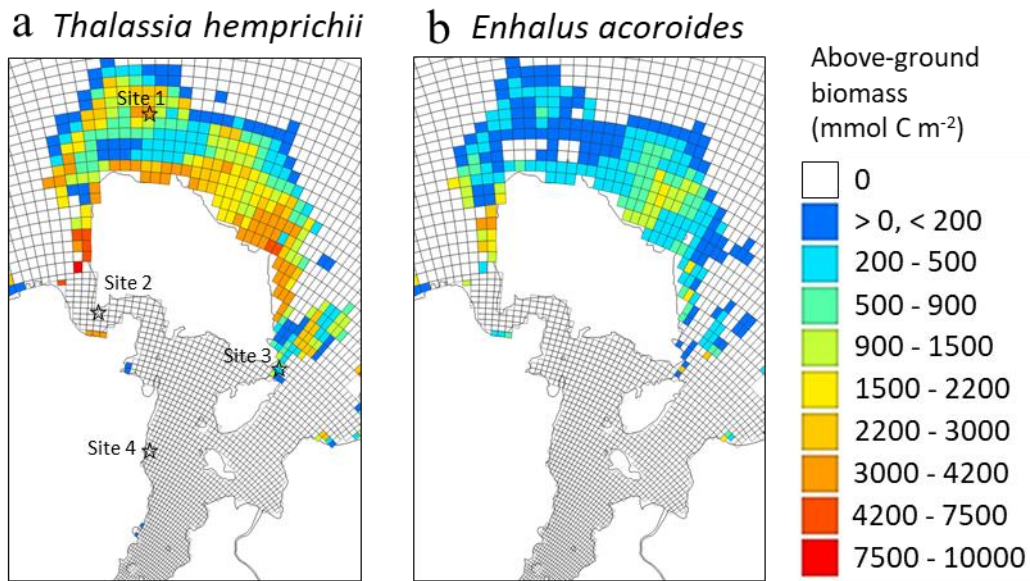 a Thalassia hemprichii
b Enhalus acoroides
Site 1
Site 2
Site 3
Site 4
Above-ground
biomass
(mmol C m⁻²)
0
> 0, < 200
200 - 500
500 - 900
900 - 1500
1500 - 2200
2200 - 3000
3000 - 4200
4200 - 7500
7500 - 10000